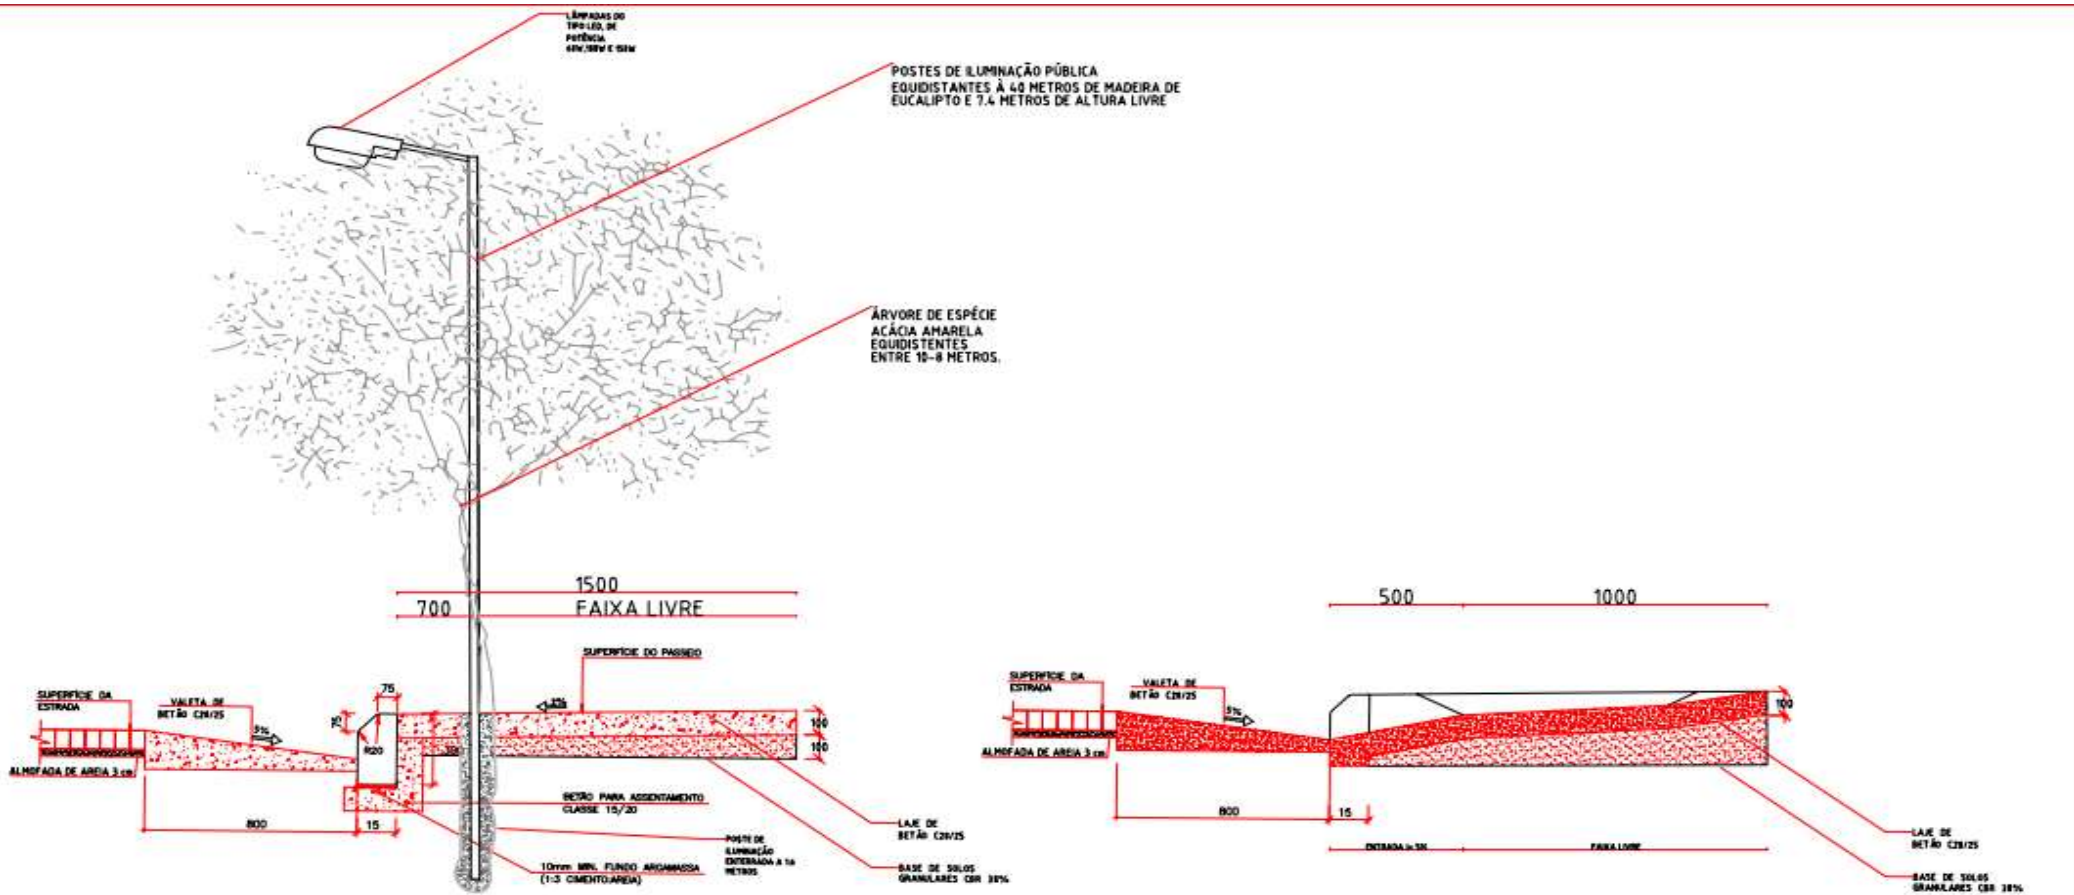 LÂMPADAS DO
TIPO LED, DE
POTÊNCIA
POSTES DE ILUMINAÇÃO PÚBLICA
EQUIDISTANTES À 40 METROS DE MADEIRA DE
EUCALIPTO E 7.4 METROS DE ALTURA LIVRE
ÁRVORE DE ESPÉCIE
ACÁCIA AMARELA
EQUIDISTENTES
ENTRE 10-8 METROS.
1500
700 FAIXA LIVRE
SUPERFÍCIE DO PASSEIO
75
SUPERFÍCIE DA
ESTRADA
VALETA DE
BETÃO C20/25
5%
75
R20
100
100
ALMOFADA DE AREIA 3 cm
800
15
BETÃO PARA ASSENTAMENTO
CLASSE 15/20
10mm MIN. FUNDO ARGAMASSA
(1:3 CIMENTO:AREIA)
POSTE DE
ILUMINAÇÃO
ENTERRADA A
METROS
LAJE DE
BETÃO C20/25
BASE DE SOLOS
GRANULARES CBR 30%
500
1000
SUPERFÍCIE DA
ESTRADA
VALETA DE
BETÃO C20/25
5%
100
ALMOFADA DE AREIA 3 cm
800
15
ENTRADA
FAIXA LIVRE
LAJE DE
BETÃO C20/25
BASE DE SOLOS
GRANULARES CBR 30%